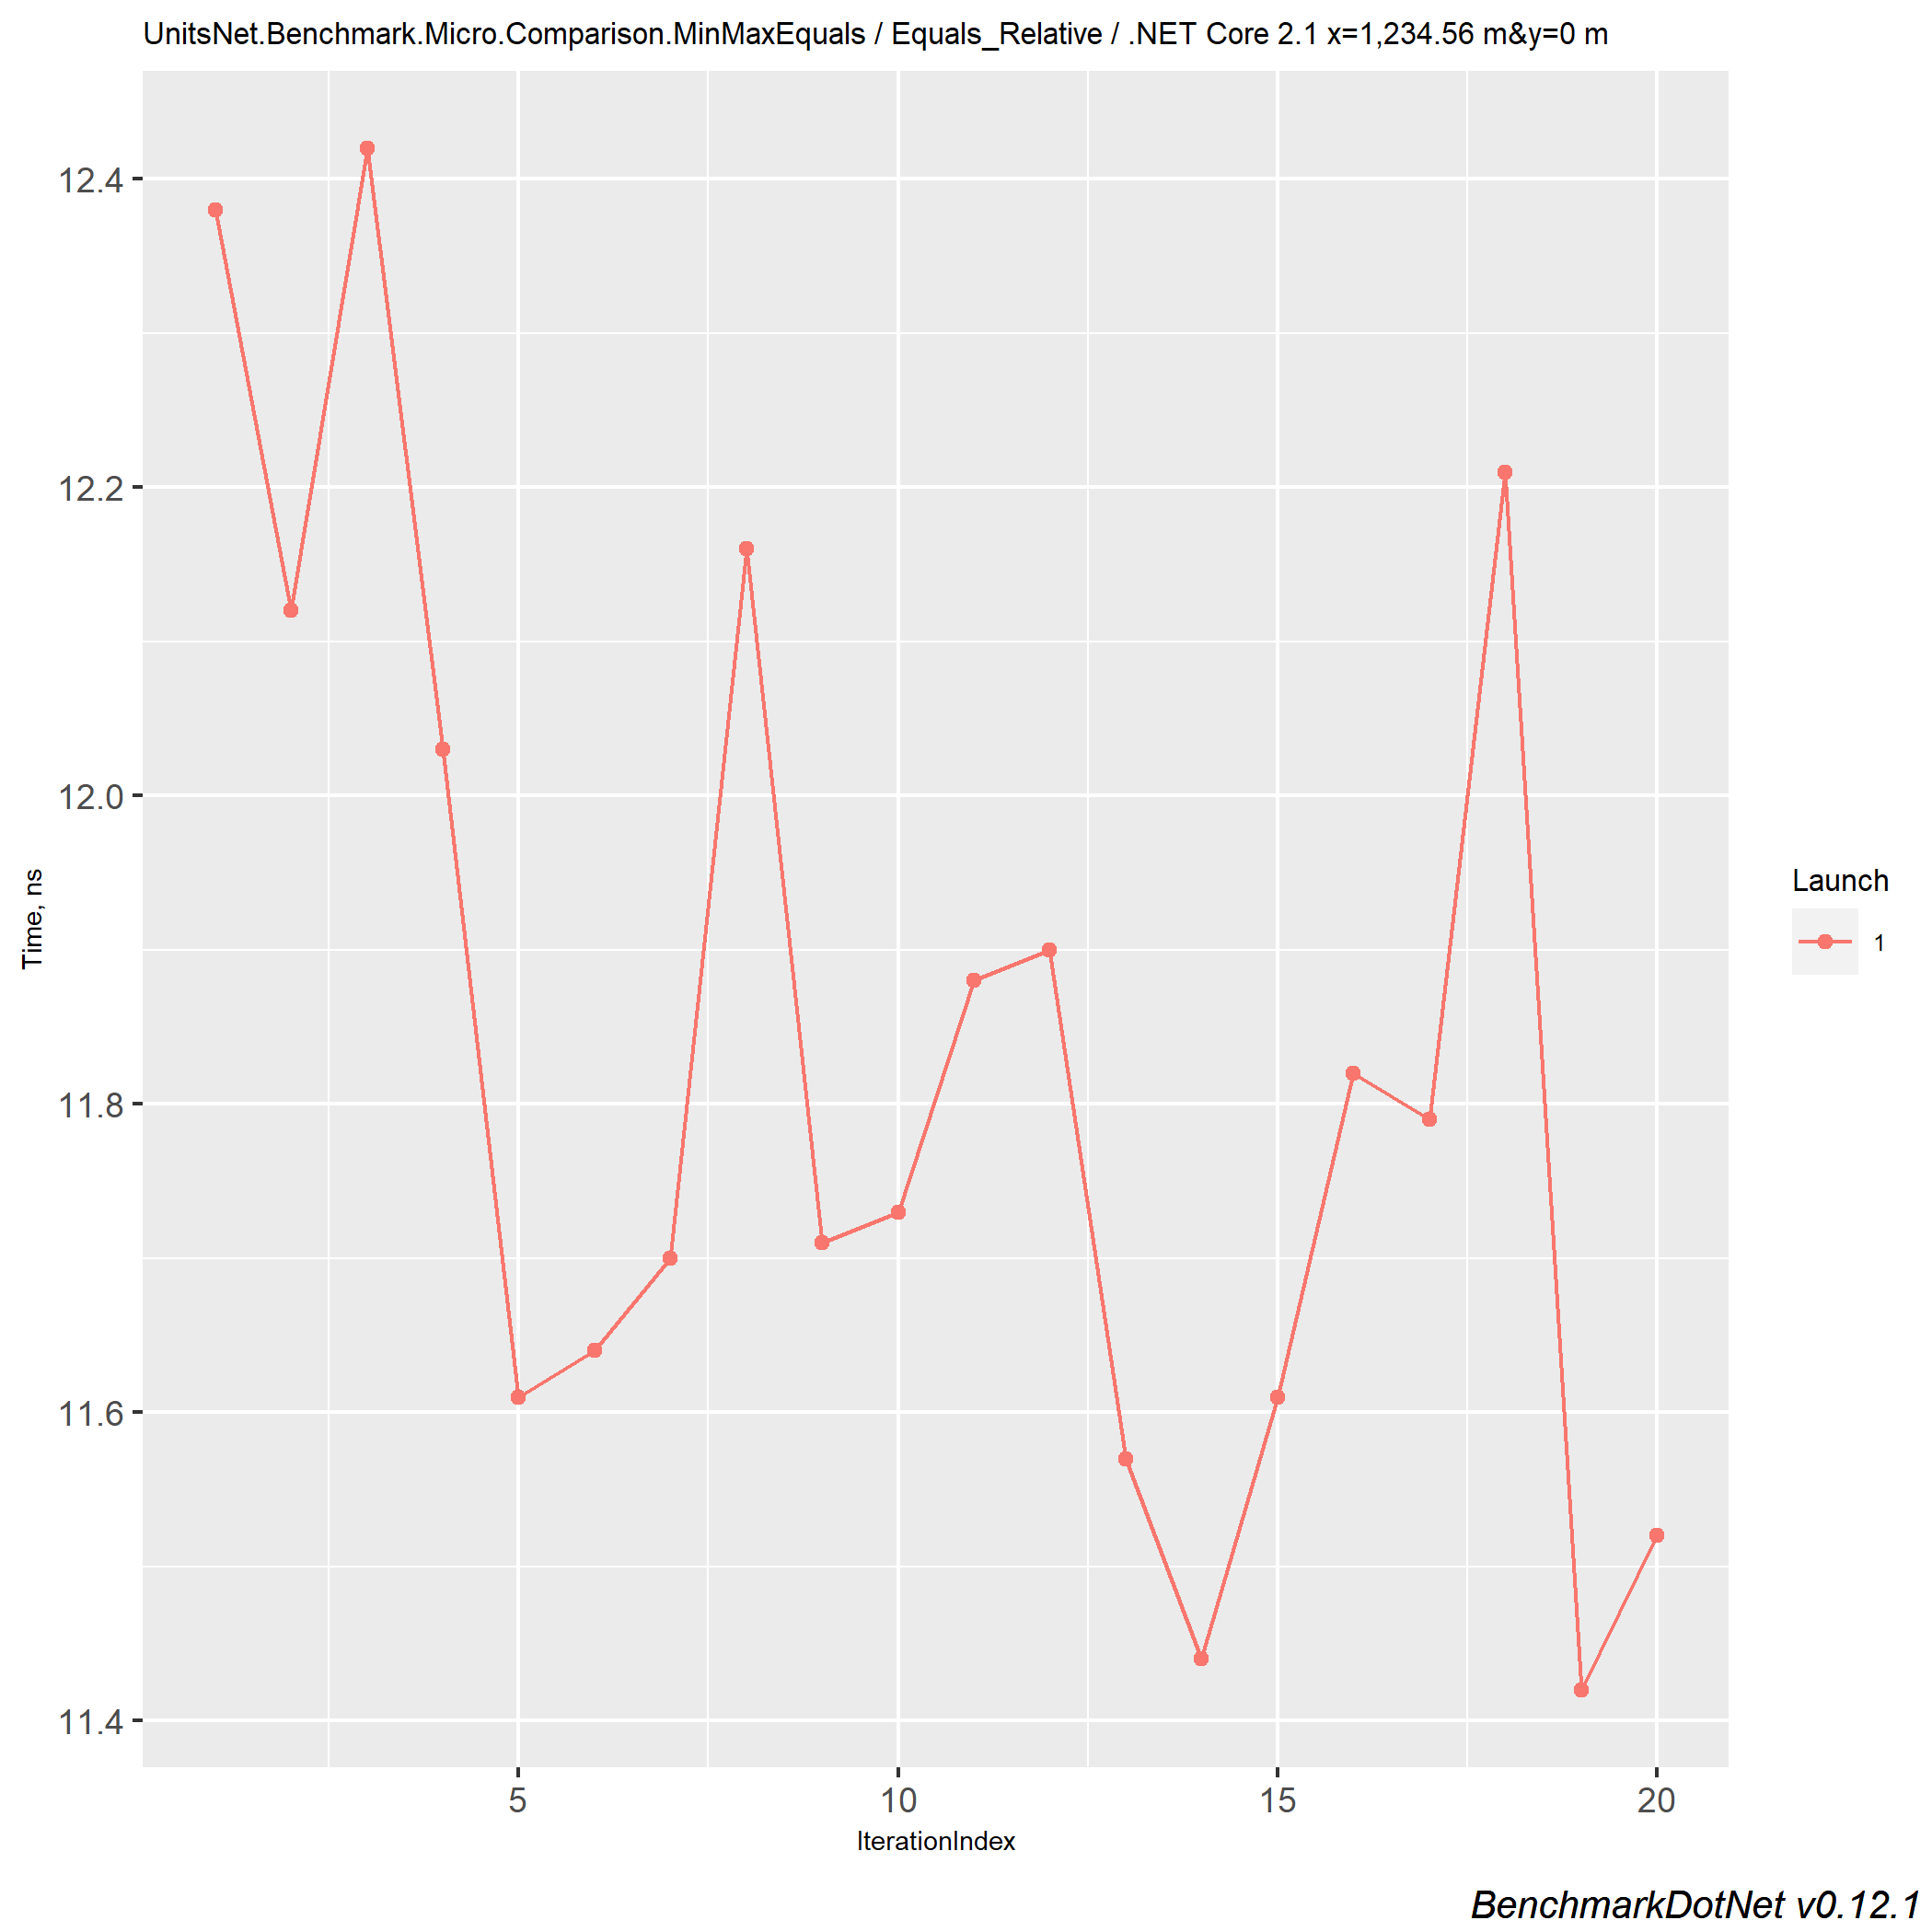 UnitsNet.Benchmark.Micro.Comparison.MinMaxEquals / Equals_Relative / .NET Core 2.1 x=1,234.56 m&y=0 m
12.4
12.2
12.0
11.8
11.6
11.4
Time, ns
5
10
15
20
IterationIndex
Launch
1
BenchmarkDotNet v0.12.1